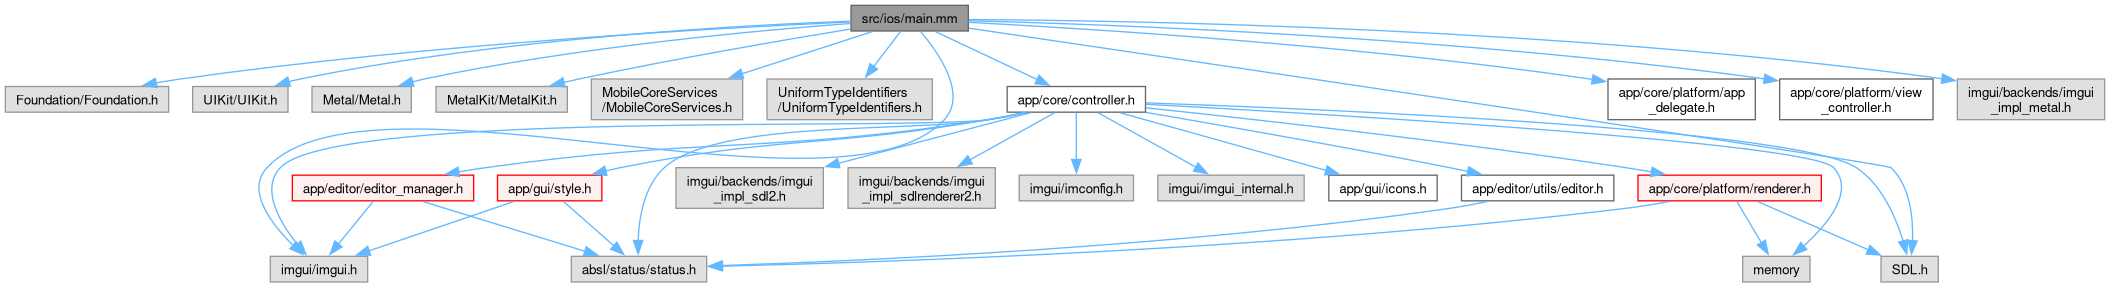 src/ios/main.mm
Foundation/Foundation.h
UIKit/UIKit.h
Metal/Metal.h
MetalKit/MetalKit.h
MobileCoreServices
/MobileCoreServices.h
UniformTypeIdentifiers
/UniformTypeIdentifiers.h
app/core/controller.h
app/core/platform/app
_delegate.h
app/core/platform/view
_controller.h
imgui/backends/imgui
_impl_metal.h
app/editor/editor_manager.h
app/gui/style.h
imgui/backends/imgui
_impl_sdl2.h
imgui/backends/imgui
_impl_sdlrenderer2.h
imgui/imconfig.h
imgui/imgui_internal.h
app/gui/icons.h
app/editor/utils/editor.h
app/core/platform/renderer.h
imgui/imgui.h
absl/status/status.h
memory
SDL.h